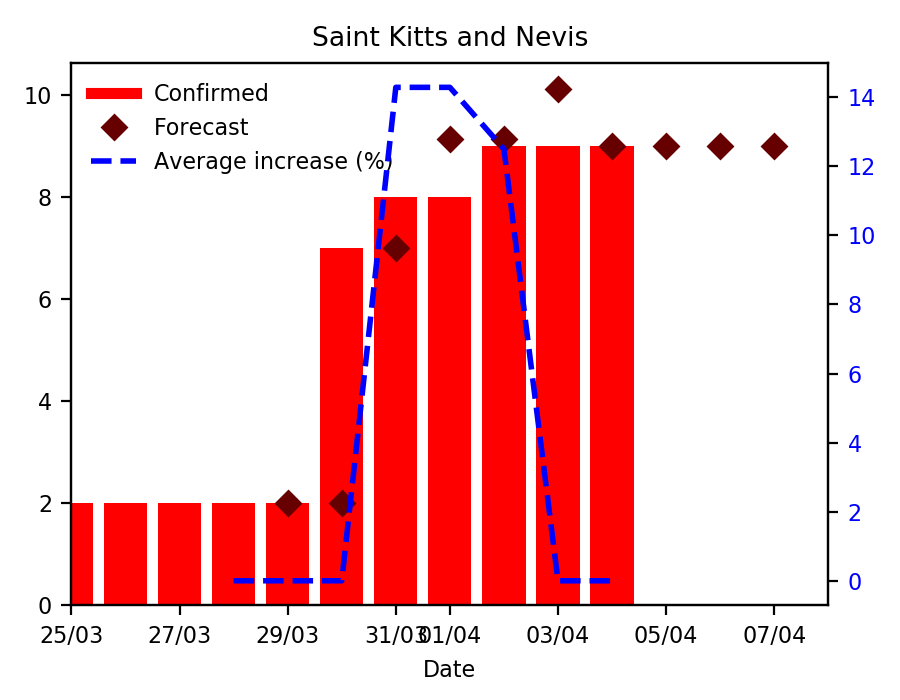 Saint Kitts and Nevis
Confirmed
Forecast
Average increase (%)
10
8
6
4
2
0
14
12
10
8
6
4
2
0
25/03 27/03 29/03 31/03 01/04 03/04 05/04 07/04
Date